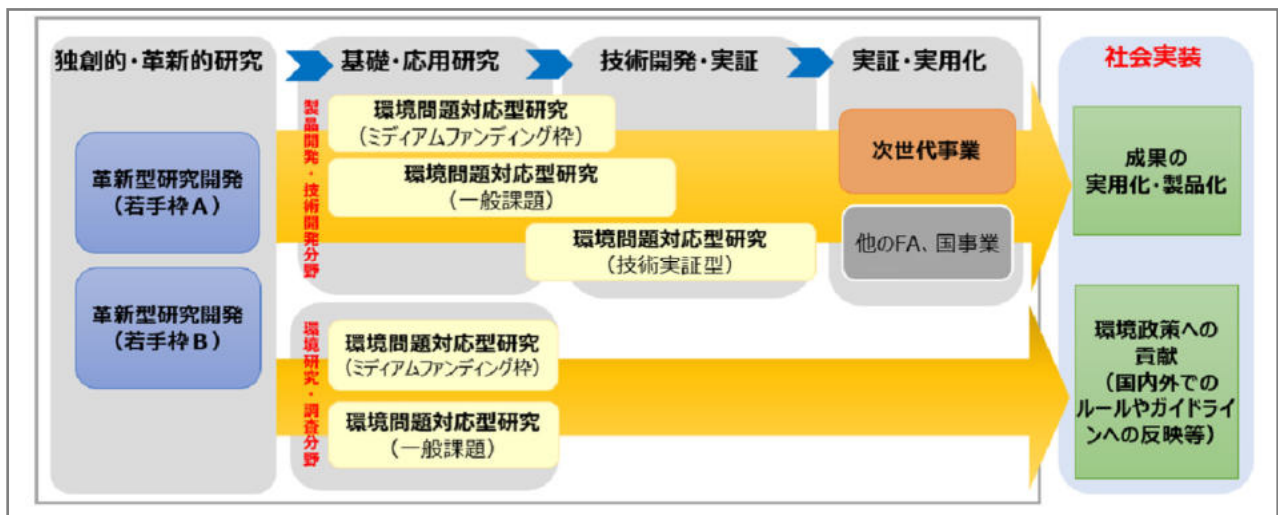 独創的・革新的研究
基礎・応用研究
技術開発・実証
実証・実用化
社会実装
革新型研究開発
(若手枠A)
革新型研究開発
(若手枠B)
製品開発・技術開発分野
環境問題対応型研究
(ミディアムファンディング枠)
環境問題対応型研究
(一般課題)
環境問題対応型研究
(技術実証型)
次世代事業
他のFA、国事業
成果の
実用化・製品化
環境研究・調査分野
環境問題対応型研究
(ミディアムファンディング枠)
環境問題対応型研究
(一般課題)
環境政策への
貢献
(国内外での
ルールやガイドライ
ンへの反映等)